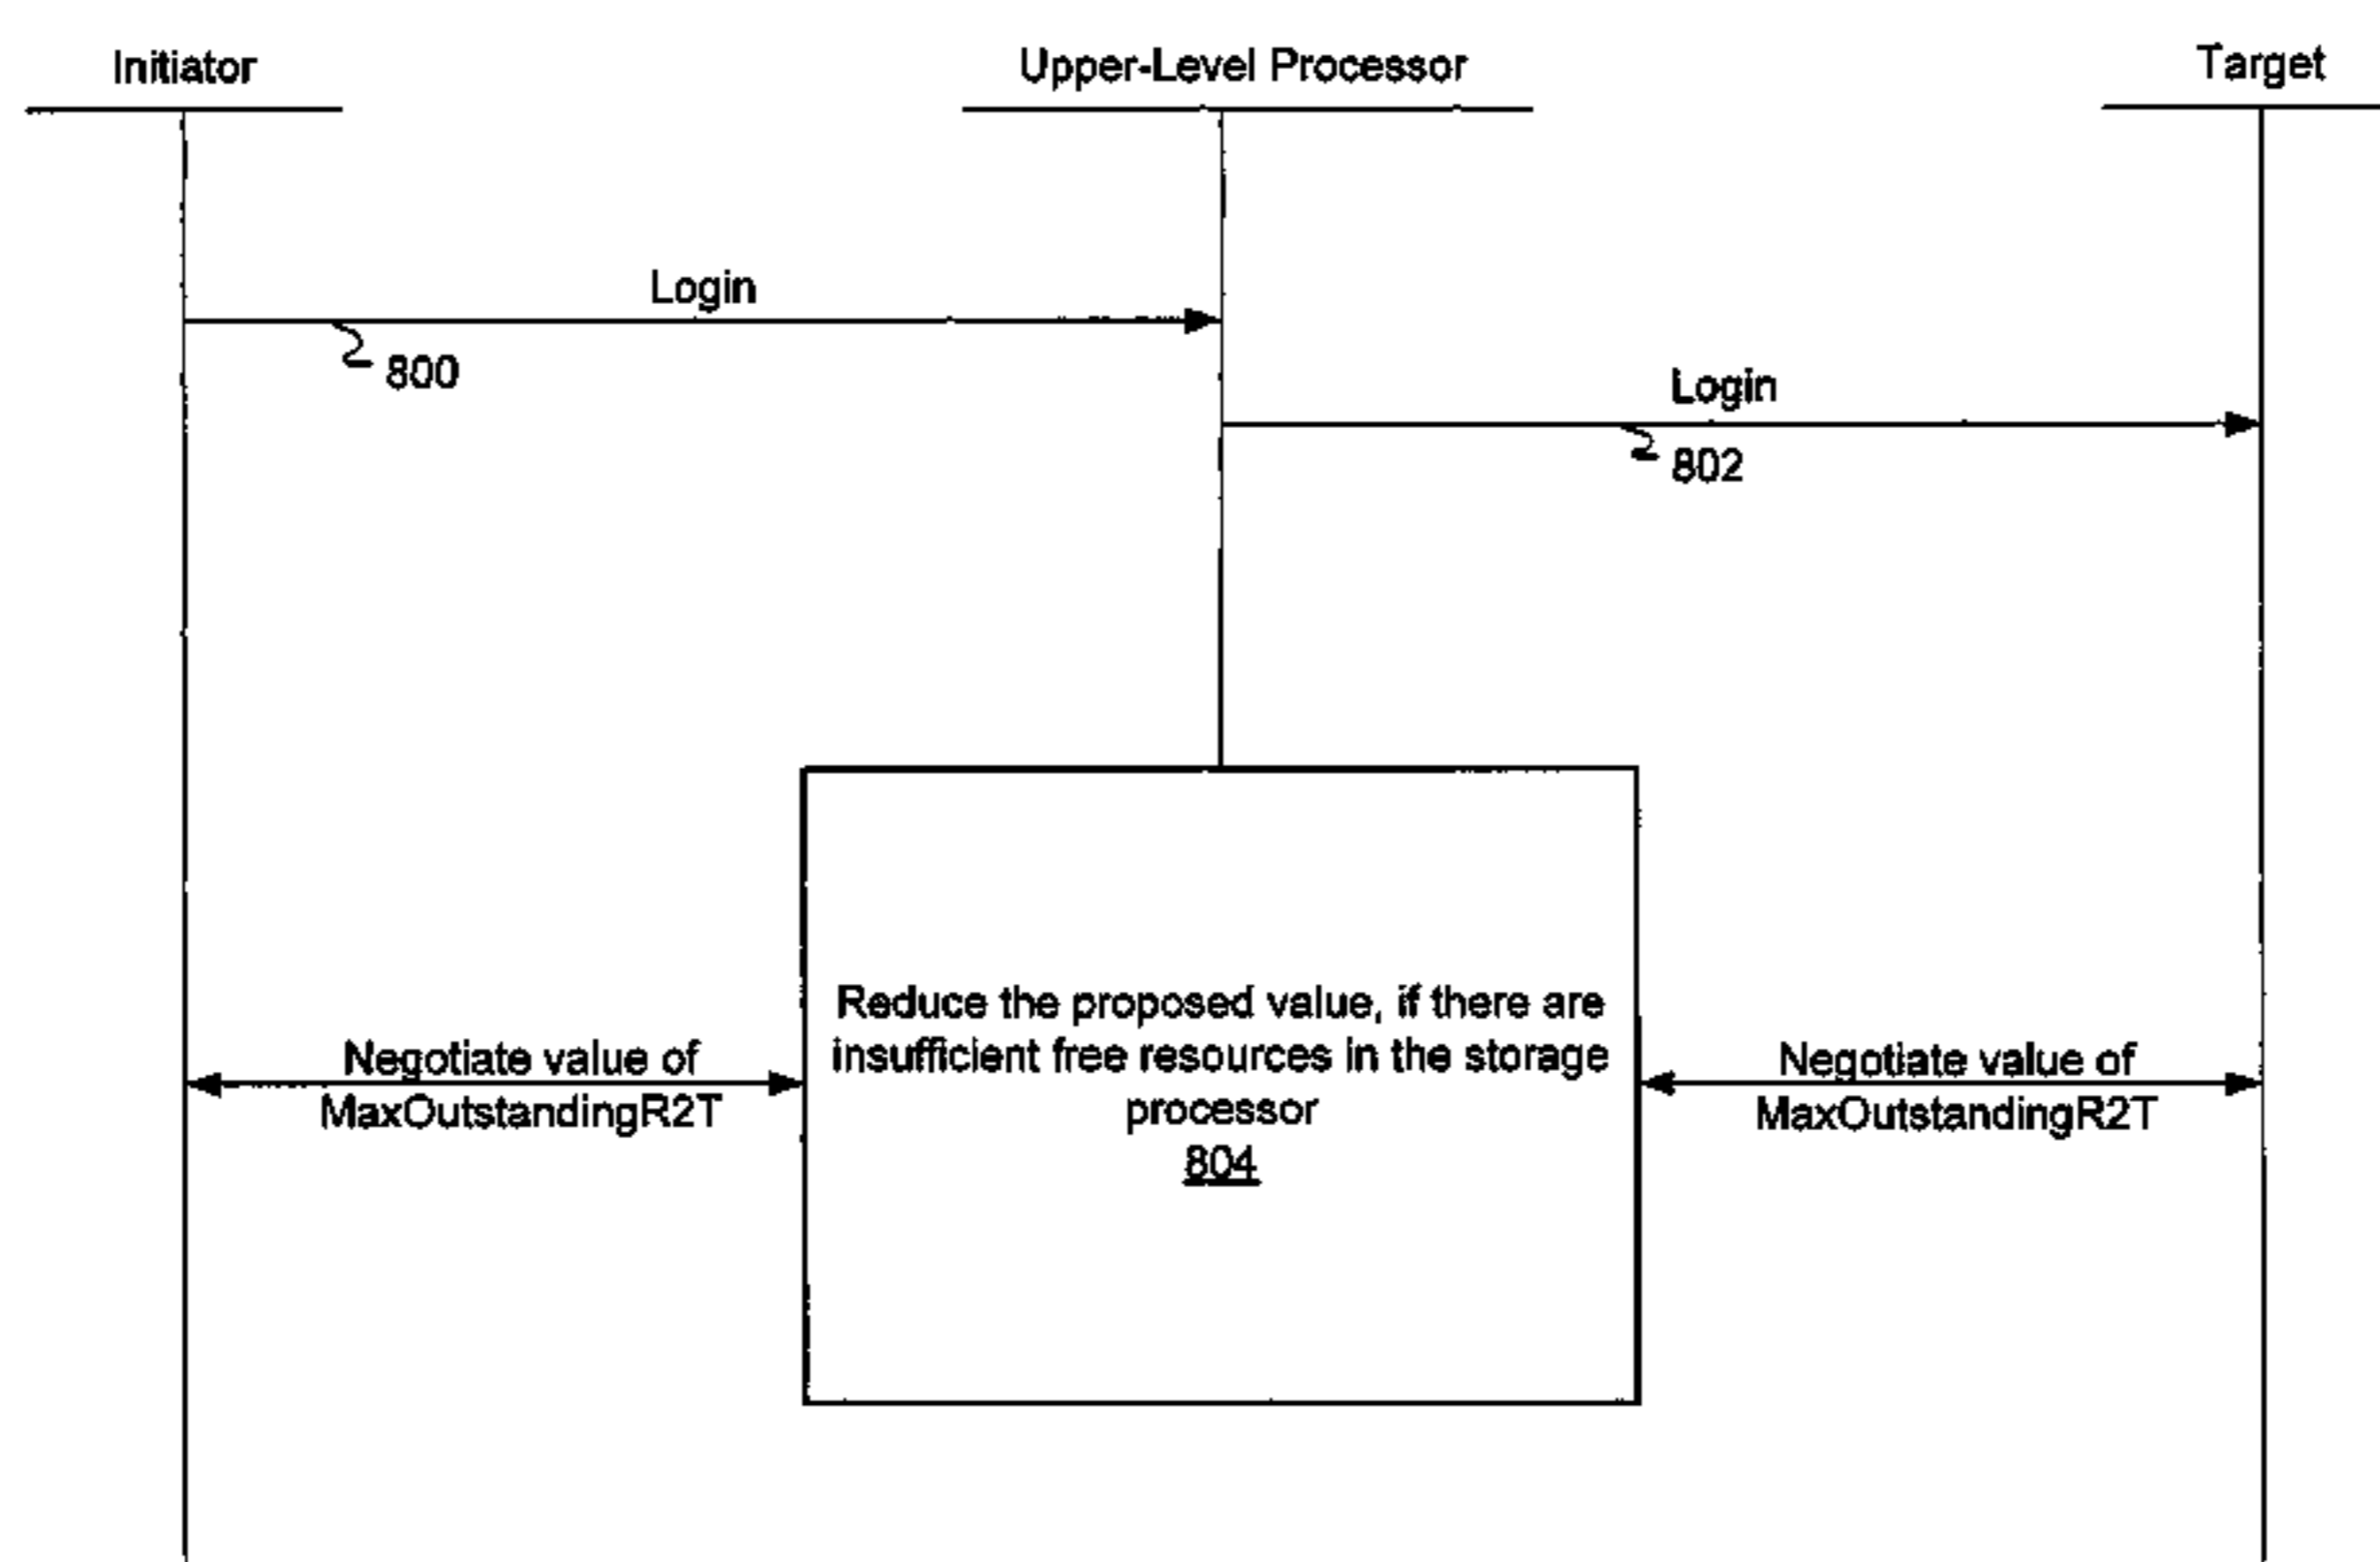 Initiator
Upper-Level Processor
Target
Login
800
Login
802
Reduce the proposed value, if there are
insufficient free resources in the storage
processor
804
Negotiate value of
MaxOutstandingR2T
Negotiate value of
MaxOutstandingR2T